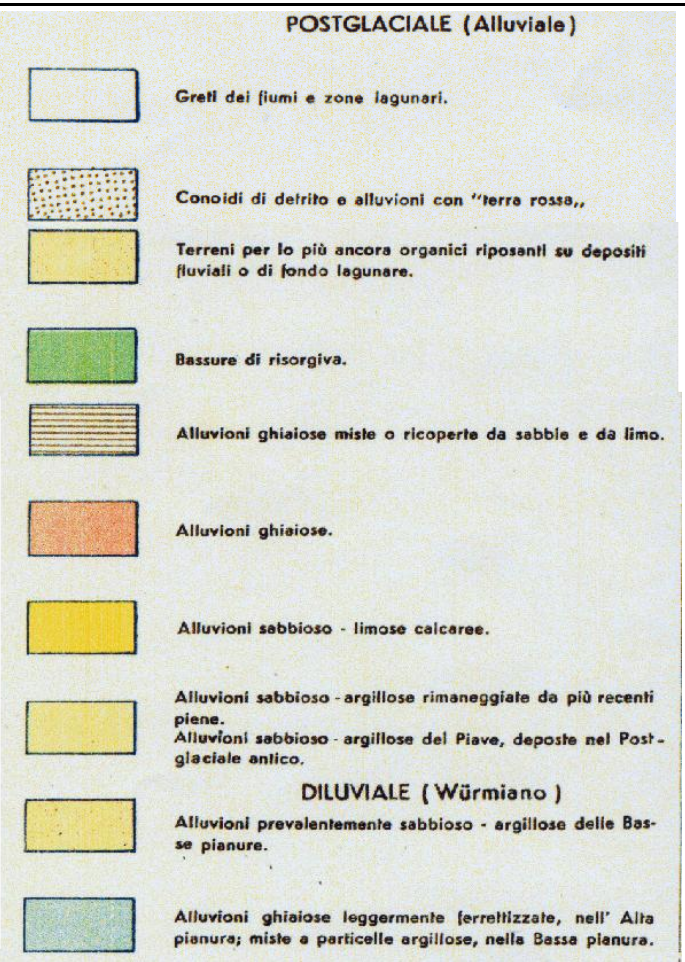 POSTGLACIALE (Alluviale)
Greti dei fiumi e zone lagunari.
Conoidi di detrito e alluvioni con "terra rossa,,
Terreni per lo più ancora organici riposanti su depositi
fluviali o di fondo lagunare.
Bassure di risorgiva.
Alluvioni ghiaiose miste o ricoperte da sabbie e da limo.
Alluvioni ghiaiose.
Alluvioni sabbioso - limose calcaree.
Alluvioni sabbioso - argillose rimaneggiate da più recenti
piene.
Alluvioni sabbioso - argillose del Piave, deposte nel Post-
glaciale antico.
DILUVIALE ( Würmiano )
Alluvioni prevalentemente sabbioso - argillose delle Bas-
se pianure.
Alluvioni ghiaiose leggermente ferrettizzate, nell' Alta
pianura; miste a particelle argillose, nella Bassa pianura.